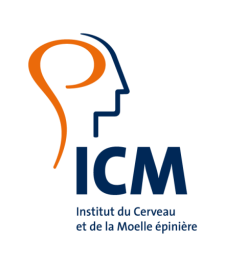 ICM
Institut du Cerveau
et de la Moelle épinière